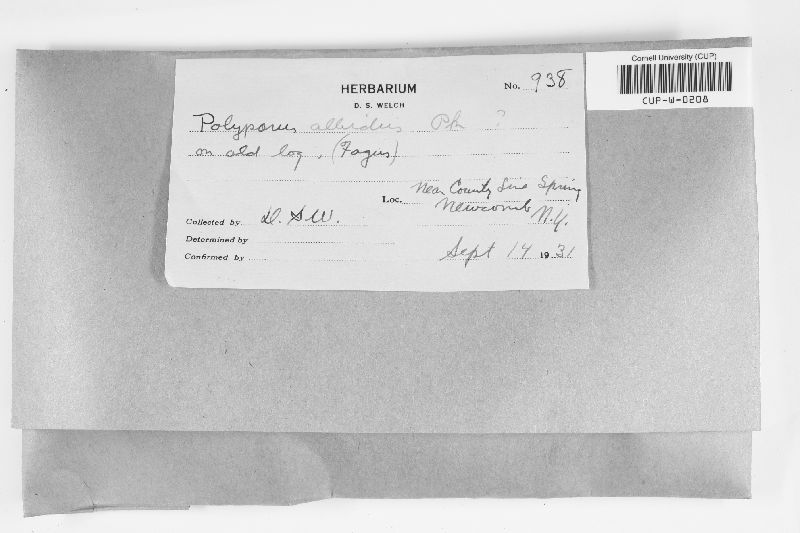 Cornell University (CUP)
CUP-W-0208
HERBARIUM
D. S. WELCH
No. 938
Polyporus albidus Pk ?
on old log. (Fagus)
Loc. Near County Line Spring
Newcomb N.Y.
Collected by D. S. W.
Determined by
Confirmed by
Sept 14 1931